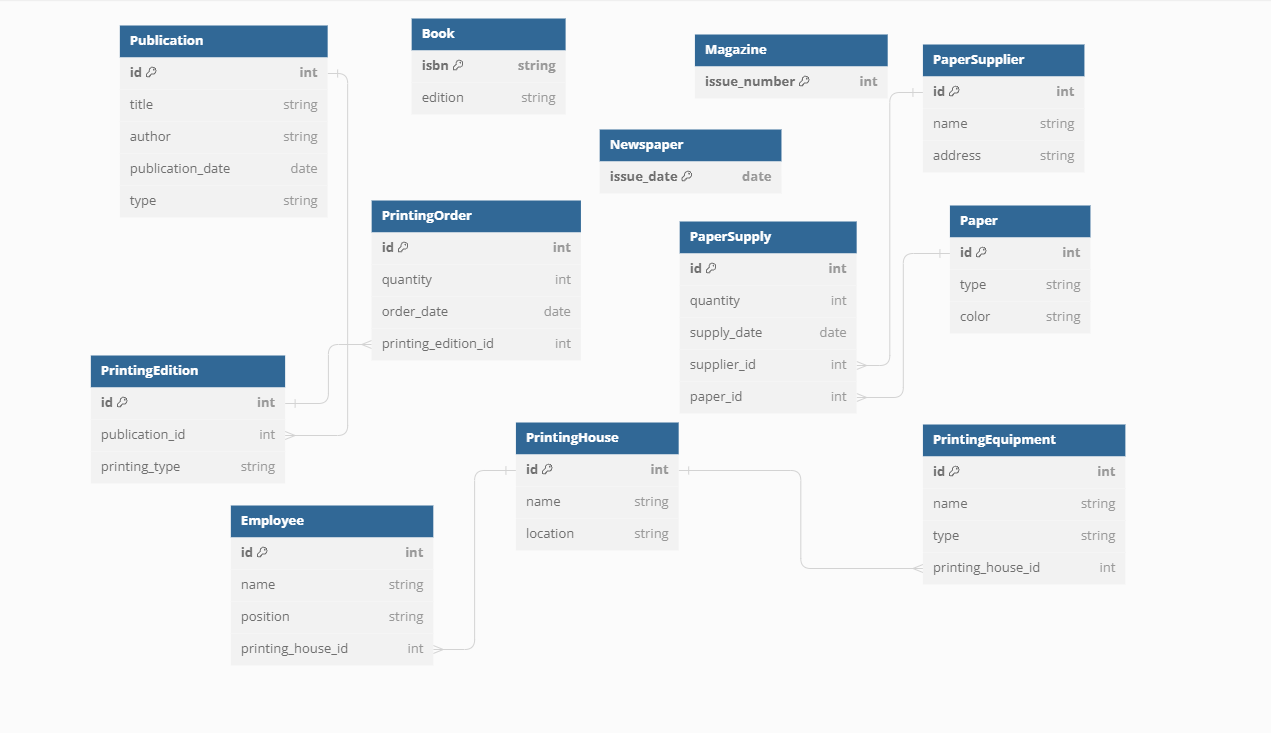 Publication
id int
title string
author string
publication_date date
type string
Book
isbn string
edition string
Magazine
issue_number int
PaperSupplier
id int
name string
address string
Newspaper
issue_date date
PrintingOrder
id int
quantity int
order_date date
printing_edition_id int
PaperSupply
id int
quantity int
supply_date date
supplier_id int
paper_id int
Paper
id int
type string
color string
PrintingEdition
id int
publication_id int
printing_type string
PrintingHouse
id int
name string
location string
PrintingEquipment
id int
name string
type string
printing_house_id int
Employee
id int
name string
position string
printing_house_id int